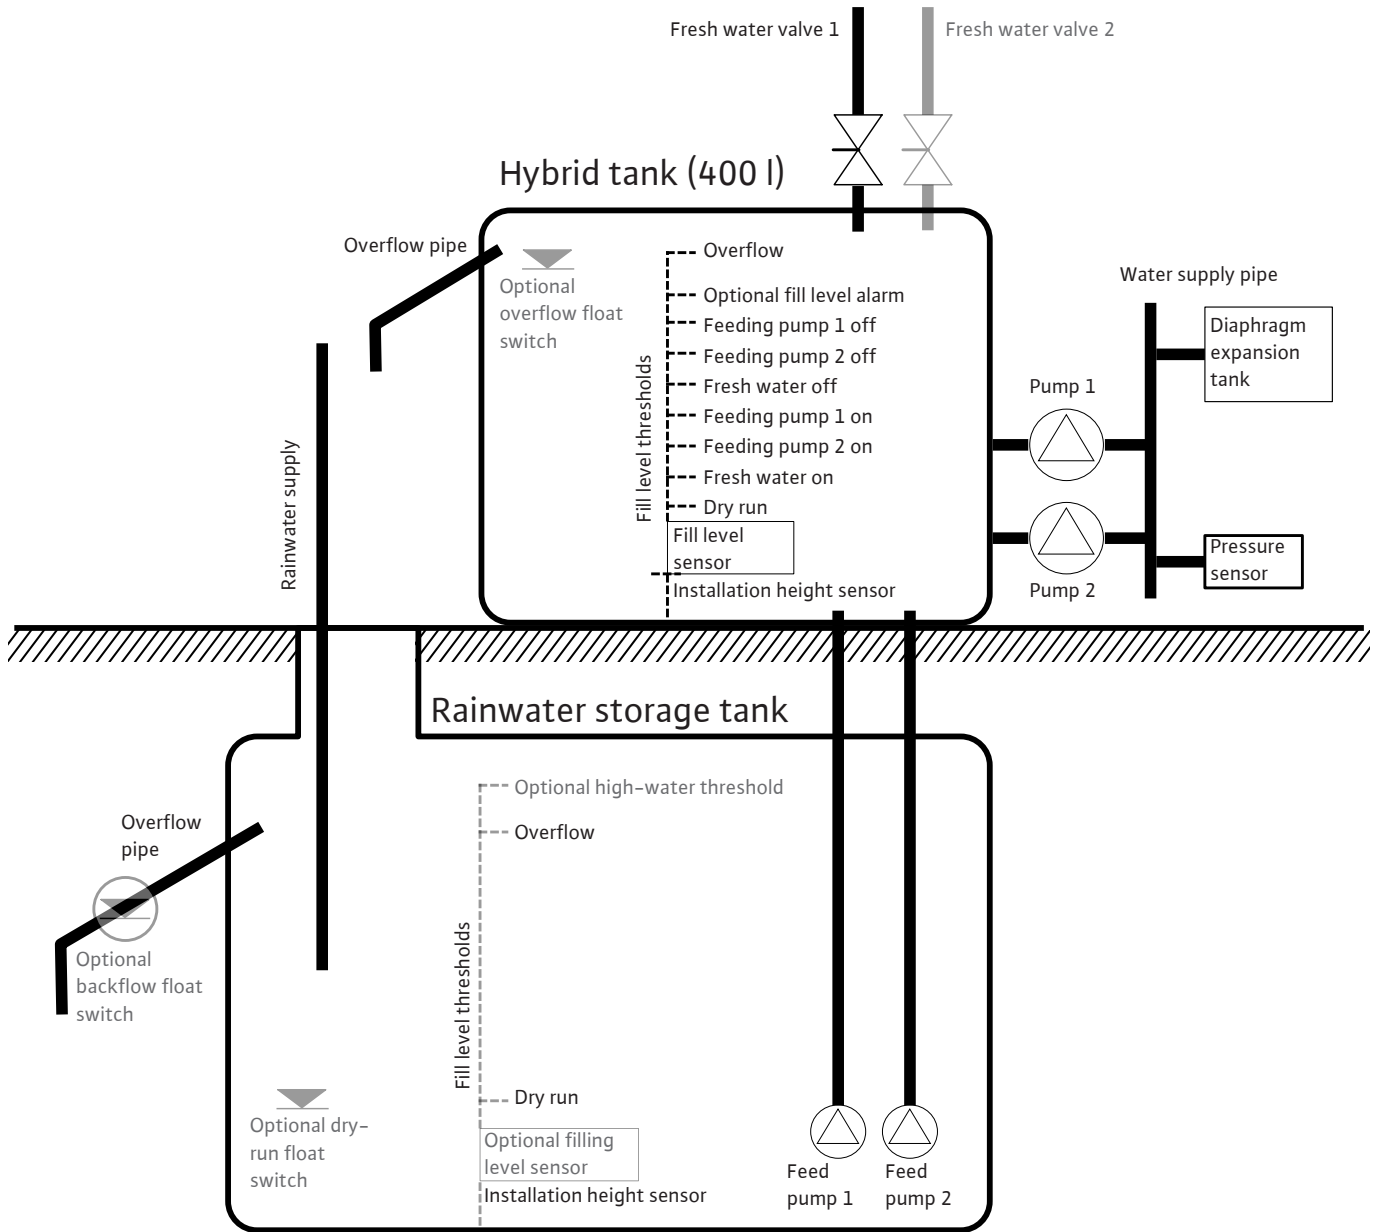 Fresh water valve 1
Fresh water valve 2
Hybrid tank (400 l)
Overflow pipe
Optional
overflow float
switch
Fill level thresholds
Overflow
Optional fill level alarm
Feeding pump 1 off
Feeding pump 2 off
Fresh water off
Feeding pump 1 on
Feeding pump 2 on
Fresh water on
Dry run
Fill level
sensor
Installation height sensor
Water supply pipe
Diaphragm
expansion
tank
Pump 1
Pump 2
Pressure
sensor
Rainwater supply
Rainwater storage tank
Overflow
pipe
Optional
backflow float
switch
Fill level thresholds
Optional high-water threshold
Overflow
Dry run
Optional filling
level sensor
Installation height sensor
Optional dry-
run float
switch
Feed
pump 1
Feed
pump 2